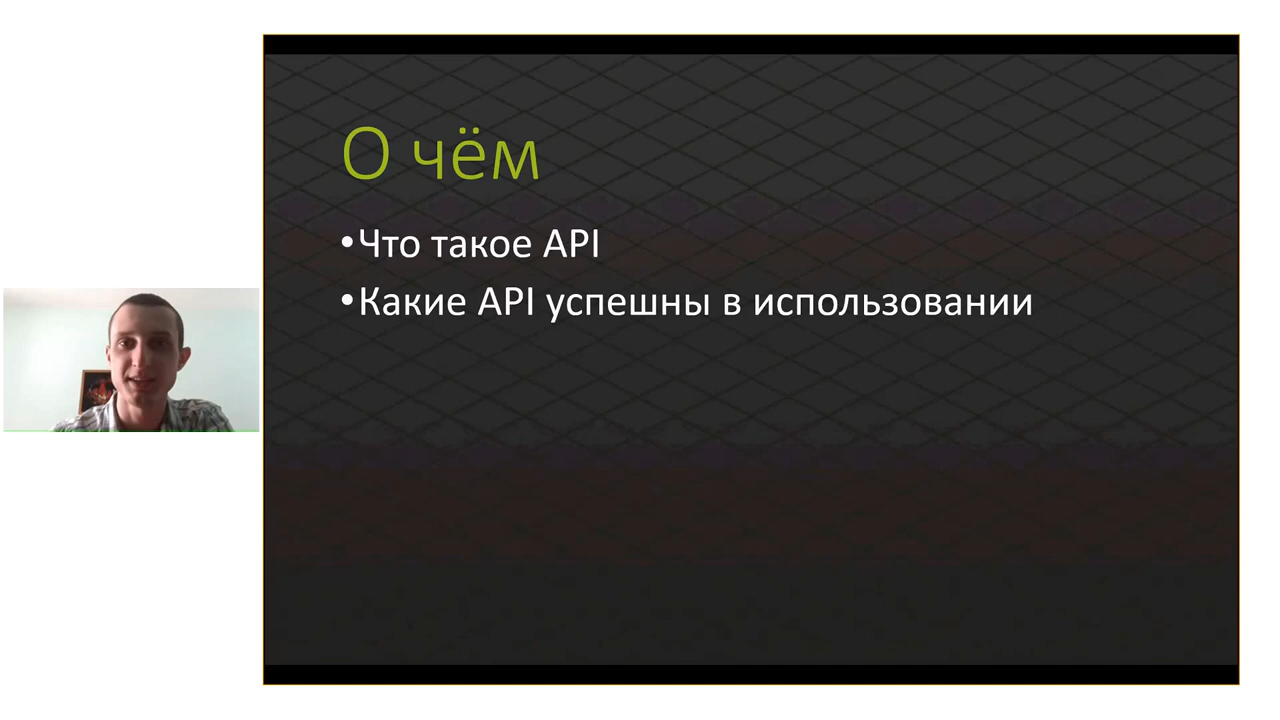 О чём
•Что такое API
•Какие API успешны в использовании